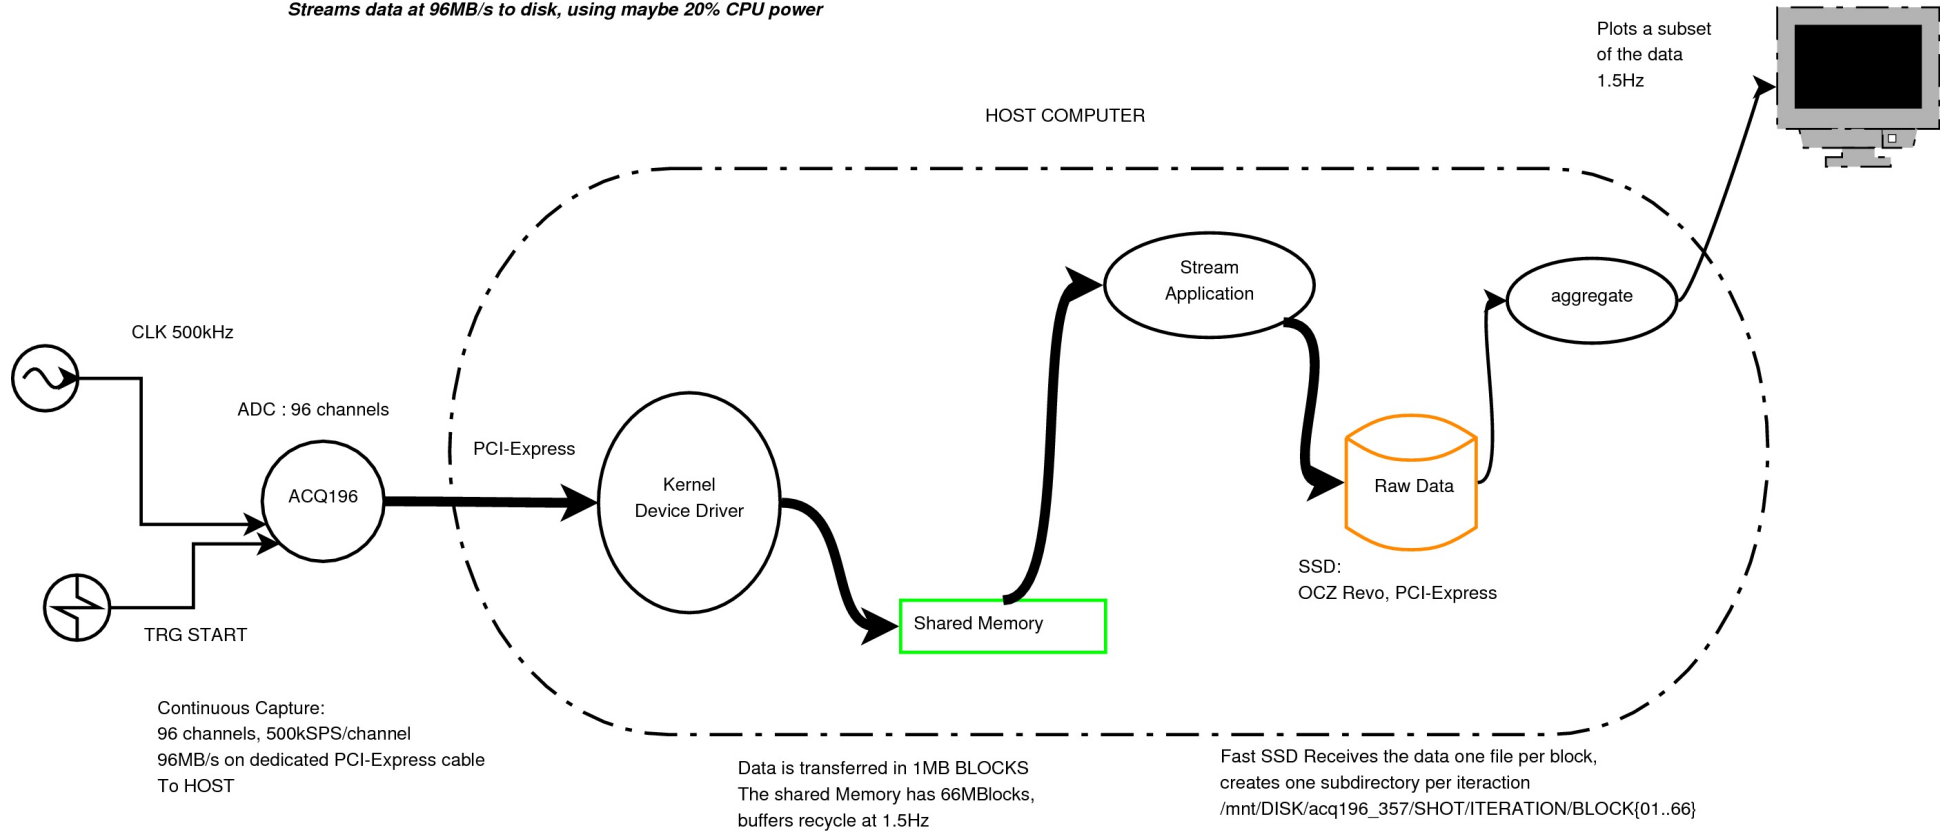 Streams data at 96MB/s to disk, using maybe 20% CPU power
Plots a subset
of the data
1.5Hz
HOST COMPUTER
CLK 500kHz
ADC : 96 channels
PCI-Express
ACQ196
Kernel
Device Driver
Stream
Application
aggregate
Raw Data
SSD:
OCZ Revo, PCI-Express
Shared Memory
TRG START
Continuous Capture:
96 channels, 500kSPS/channel
96MB/s on dedicated PCI-Express cable
To HOST
Data is transferred in 1MB BLOCKS
The shared Memory has 66MBlocks,
buffers recycle at 1.5Hz
Fast SSD Receives the data one file per block,
creates one subdirectory per iteraction
/mnt/DISK/acq196_357/SHOT/ITERATION/BLOCK{01..66}